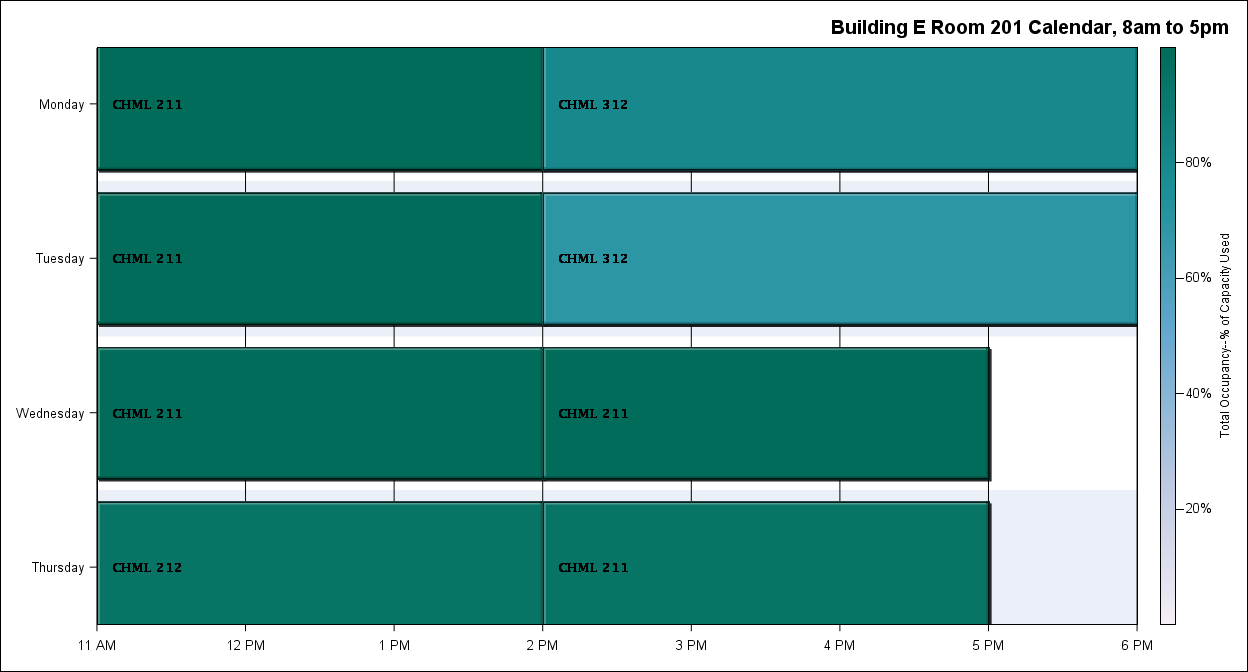 Building E Room 201 Calendar, 8am to 5pm
Monday
CHML 211
CHML 312
Tuesday
CHML 211
CHML 312
Wednesday
CHML 211
CHML 211
Thursday
CHML 212
CHML 211
11 AM
12 PM
1 PM
2 PM
3 PM
4 PM
5 PM
6 PM
80%
60%
40%
20%
Total Occupancy--% of Capacity Used